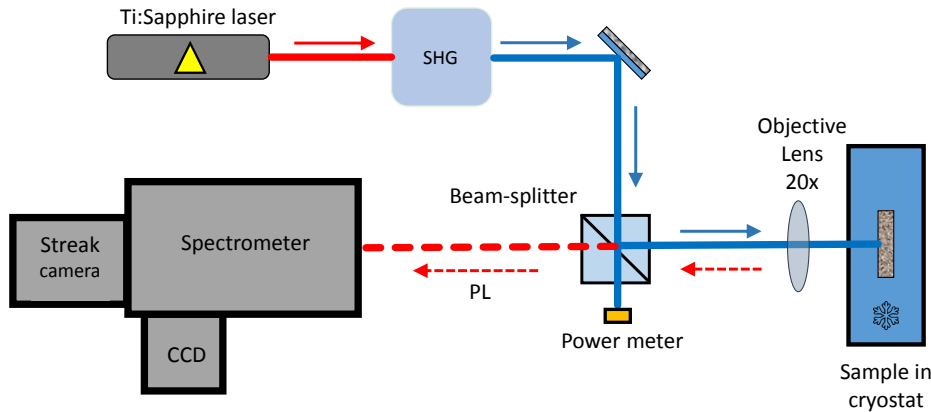 Ti:Sapphire laser
SHG
Objective
Lens
20x
Beam-splitter
Streak
camera
Spectrometer
PL
Power meter
CCD
Sample in
cryostat